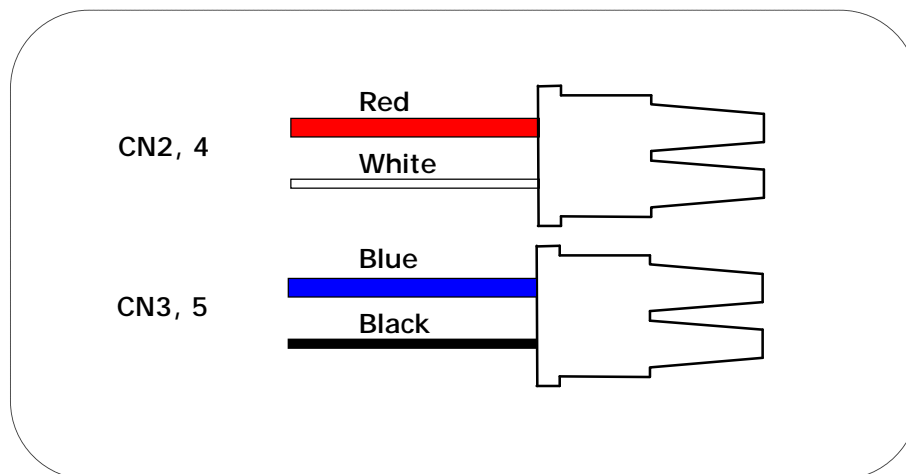 Red
CN2, 4
White
Blue
CN3, 5
Black